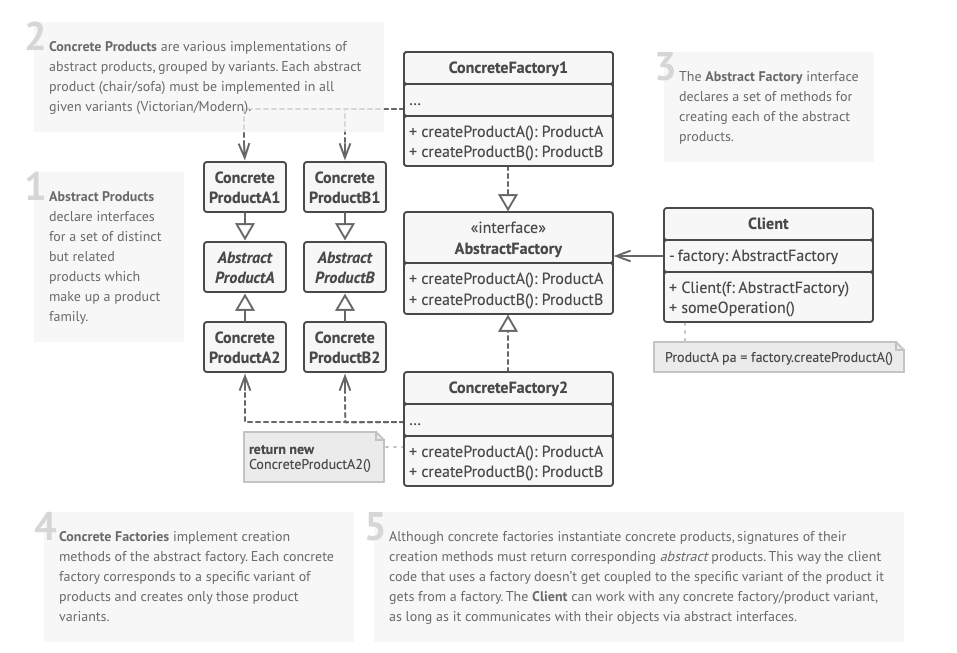 2
Concrete Products are various implementations of
abstract products, grouped by variants. Each abstract
product (chair/sofa) must be implemented in all
given variants (Victorian/Modern).
ConcreteFactory1
...
+ createProductA(): ProductA
+ createProductB(): ProductB
3
The Abstract Factory interface
declares a set of methods for
creating each of the abstract
products.
1
Abstract Products
declare interfaces
for a set of distinct
but related
products which
make up a product
family.
Concrete
ProductA1
Concrete
ProductB1
Abstract
ProductA
Abstract
ProductB
Concrete
ProductA2
Concrete
ProductB2
«interface»
AbstractFactory
+ createProductA(): ProductA
+ createProductB(): ProductB
Client
- factory: AbstractFactory
+ Client(f: AbstractFactory)
+ someOperation()
ProductA pa = factory.createProductA()
ConcreteFactory2
...
+ createProductA(): ProductA
+ createProductB(): ProductB
return new
ConcreteProductA2()
4
Concrete Factories implement creation
methods of the abstract factory. Each concrete
factory corresponds to a specific variant of
products and creates only those product
variants.
5
Although concrete factories instantiate concrete products, signatures of their
creation methods must return corresponding abstract products. This way the client
code that uses a factory doesn't get coupled to the specific variant of the product it
gets from a factory. The Client can work with any concrete factory/product variant,
as long as it communicates with their objects via abstract interfaces.